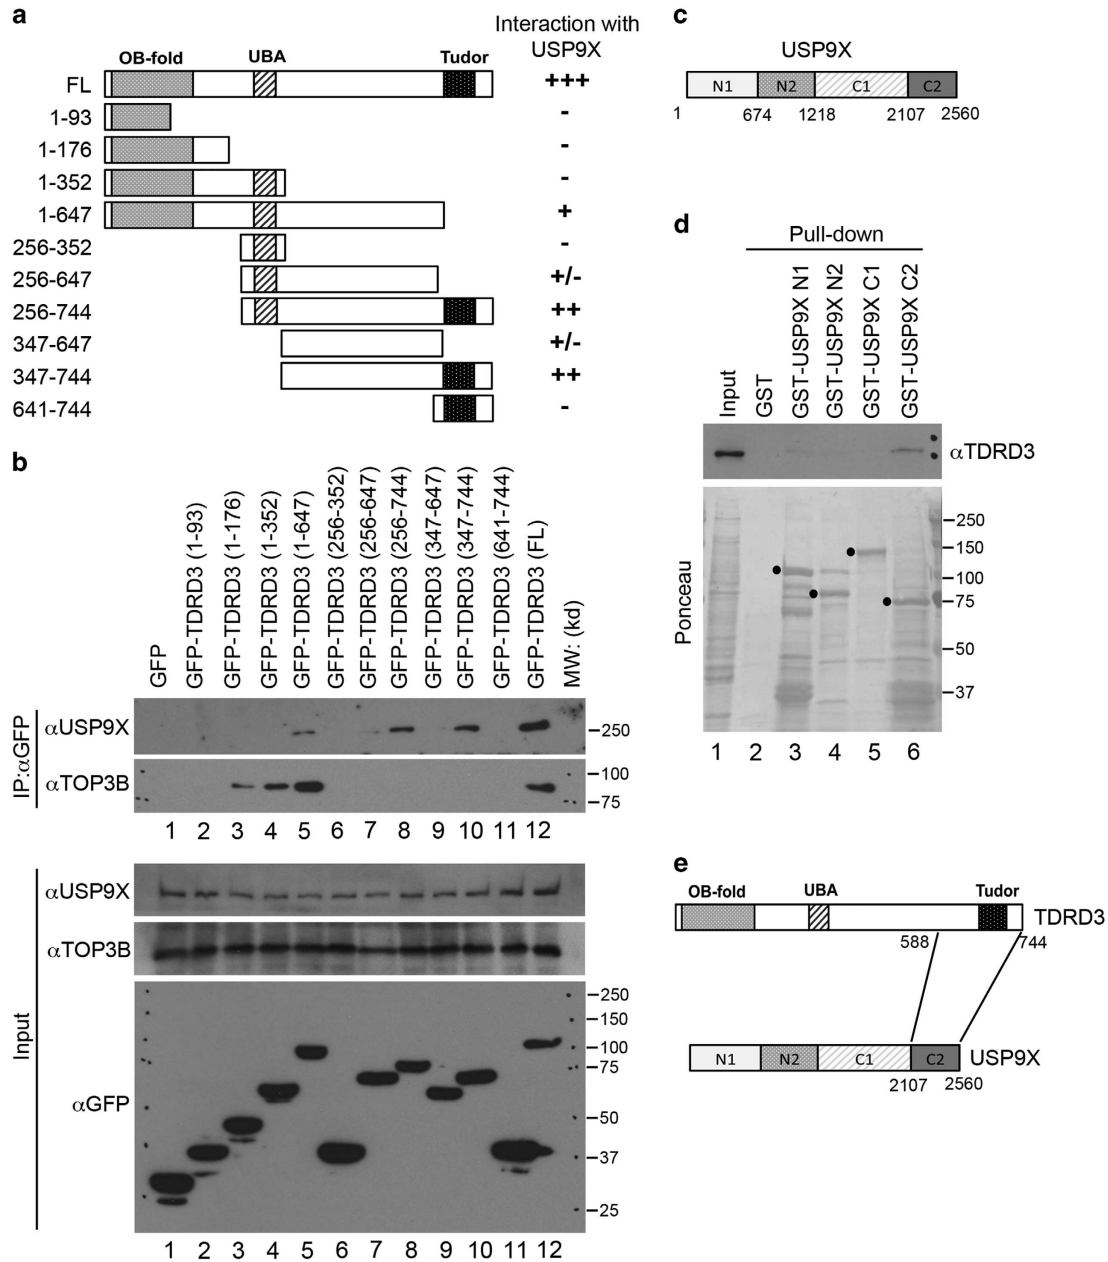 a
Interaction with
USP9X
OB-fold UBA Tudor
FL +++
1-93 -
1-176 -
1-352 -
1-647 +
256-352 -
256-647 +/-
256-744 ++
347-647 +/-
347-744 ++
641-744 -
b
GFP
GFP-TDRD3 (1-93)
GFP-TDRD3 (1-176)
GFP-TDRD3 (1-352)
GFP-TDRD3 (1-647)
GFP-TDRD3 (256-352)
GFP-TDRD3 (256-647)
GFP-TDRD3 (256-744)
GFP-TDRD3 (347-647)
GFP-TDRD3 (347-744)
GFP-TDRD3 (641-744)
GFP-TDRD3 (FL)
MW: (kd)
IP:αGFP
αUSP9X
250
αTOP3B
100
75
1 2 3 4 5 6 7 8 9 10 11 12
Input
αUSP9X
αTOP3B
αGFP
250
150
100
75
50
37
25
1 2 3 4 5 6 7 8 9 10 11 12
c
USP9X
N1 N2 C1 C2
1 674 1218 2107 2560
d
Pull-down
Input
GST
GST-USP9X N1
GST-USP9X N2
GST-USP9X C1
GST-USP9X C2
αTDRD3
Ponceau
250
150
100
75
50
37
1 2 3 4 5 6
e
OB-fold UBA Tudor
TDRD3
588 744
N1 N2 C1 C2
USP9X
2107 2560